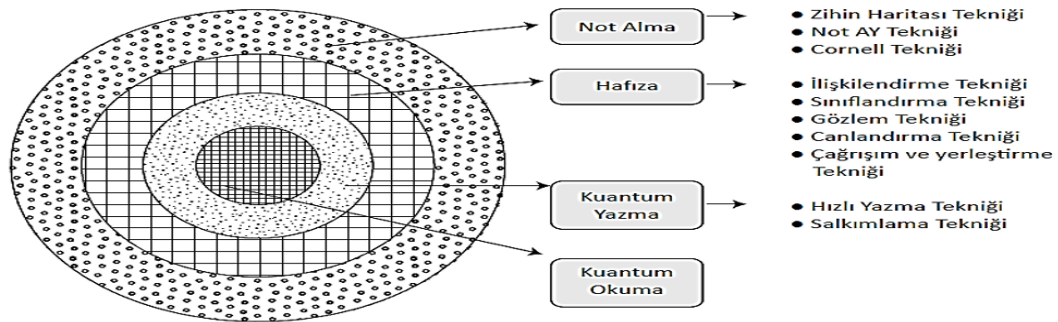 Not Alma
● Zihin Haritası Tekniği
● Not AY Tekniği
● Cornell Tekniği
Hafıza
● İlişkilendirme Tekniği
● Sınıflandırma Tekniği
● Gözlem Tekniği
● Canlandırma Tekniği
● Çağrışım ve yerleştirme
Tekniği
Kuantum
Yazma
● Hızlı Yazma Tekniği
● Salkımlama Tekniği
Kuantum
Okuma